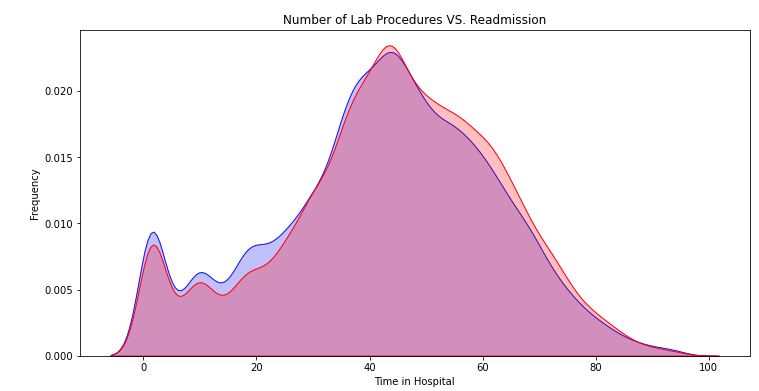 Number of Lab Procedures VS. Readmission
0.020
0.015
0.010
0.005
0.000
Frequency
0 20 40 60 80 100
Time in Hospital